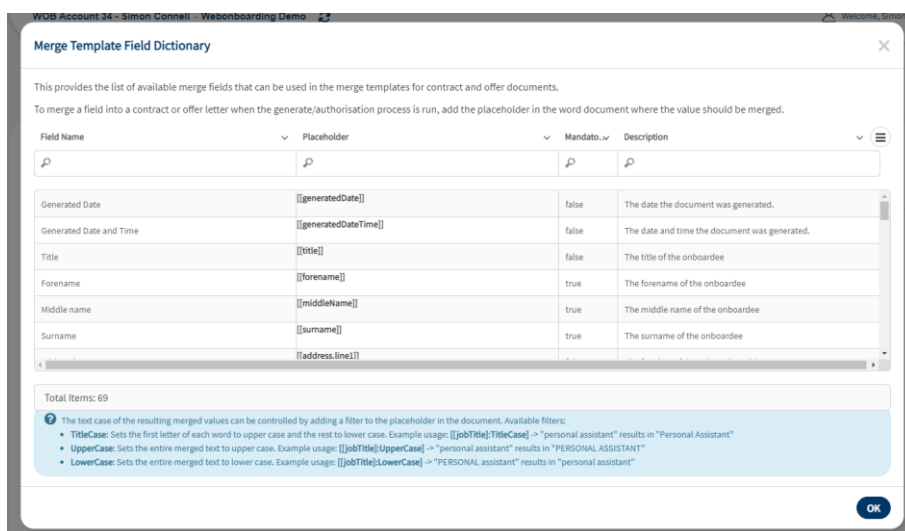 WOB Account 34 - Simon Connell - Webonboarding Demo
Welcome, Simon
Merge Template Field Dictionary
This provides the list of available merge fields that can be used in the merge templates for contract and offer documents.
To merge a field into a contract or offer letter when the generate/authorisation process is run, add the placeholder in the word document where the value should be merged.
Field Name Placeholder Mandato... Description
Generated Date [[generatedDate]] false The date the document was generated.
Generated Date and Time [[generatedDateTime]] false The date and time the document was generated.
Title [[title]] false The title of the onboardee
Forename [[forename]] true The forename of the onboardee
Middle name [[middleName]] true The middle name of the onboardee
Surname [[surname]] true The surname of the onboardee
[[address.line1]]
Total Items: 69
The text case of the resulting merged values can be controlled by adding a filter to the placeholder in the document. Available filters:
• TitleCase: Sets the first letter of each word to upper case and the rest to lower case. Example usage: [[jobTitle]:TitleCase] -> "personal assistant" results in "Personal Assistant"
• UpperCase: Sets the entire merged text to upper case. Example usage: [[jobTitle]:UpperCase] -> "personal assistant" results in "PERSONAL ASSISTANT"
• LowerCase: Sets the entire merged text to lower case. Example usage: [[jobTitle]:LowerCase] -> "PERSONAL assistant" results in "personal assistant"
OK